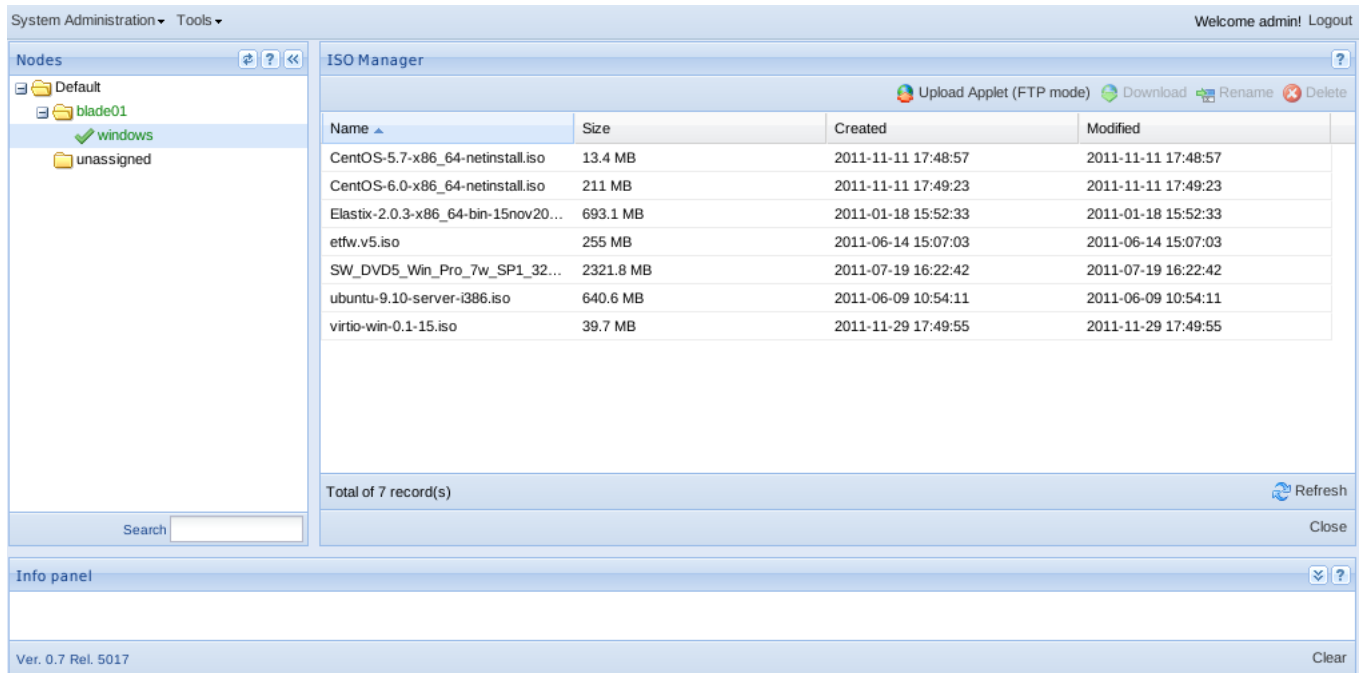 System Administration Tools Welcome admin! Logout
Nodes
Default
blade01
windows
unassigned
Search
ISO Manager
Upload Applet (FTP mode) Download Rename Delete
Name Size Created Modified
CentOS-5.7-x86_64-netinstall.iso 13.4 MB 2011-11-11 17:48:57 2011-11-11 17:48:57
CentOS-6.0-x86_64-netinstall.iso 211 MB 2011-11-11 17:49:23 2011-11-11 17:49:23
Elastix-2.0.3-x86_64-bin-15nov20... 693.1 MB 2011-01-18 15:52:33 2011-01-18 15:52:33
etfw.v5.iso 255 MB 2011-06-14 15:07:03 2011-06-14 15:07:03
SW_DVD5_Win_Pro_7w_SP1_32... 2321.8 MB 2011-07-19 16:22:42 2011-07-19 16:22:42
ubuntu-9.10-server-i386.iso 640.6 MB 2011-06-09 10:54:11 2011-06-09 10:54:11
virtio-win-0.1-15.iso 39.7 MB 2011-11-29 17:49:55 2011-11-29 17:49:55
Total of 7 record(s) Refresh
Close
Info panel
Ver. 0.7 Rel. 5017 Clear